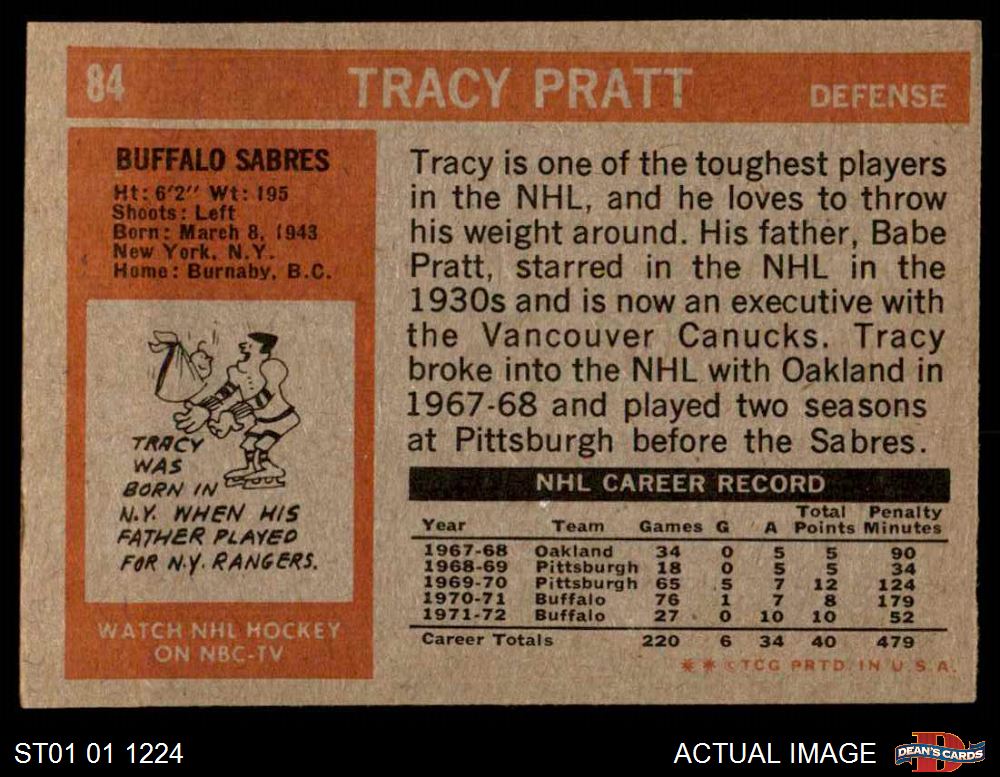 84
TRACY PRATT
DEFENSE
BUFFALO SABRES
Ht: 6'2" Wt: 195
Shoots: Left
Born: March 8, 1943
New York, N.Y.
Home: Burnaby, B.C.
TRACY
WAS
BORN IN
N.Y. WHEN HIS
FATHER PLAYED
FOR N.Y. RANGERS.
WATCH NHL HOCKEY
ON NBC-TV
Tracy is one of the toughest players
in the NHL, and he loves to throw
his weight around. His father, Babe
Pratt, starred in the NHL in the
1930s and is now an executive with
the Vancouver Canucks. Tracy
broke into the NHL with Oakland in
1967-68 and played two seasons
at Pittsburgh before the Sabres.
NHL CAREER RECORD
Year Team Games G A Total Points Penalty Minutes
1967-68 Oakland 34 0 5 5 90
1968-69 Pittsburgh 18 0 5 5 34
1969-70 Pittsburgh 65 5 7 12 124
1970-71 Buffalo 76 1 7 8 179
1971-72 Buffalo 27 0 10 10 52
Career Totals 220 6 34 40 479
* * © TCG PRTD. IN U.S.A.
ST01 01 1224
ACTUAL IMAGE
D
DEAN'S CARDS